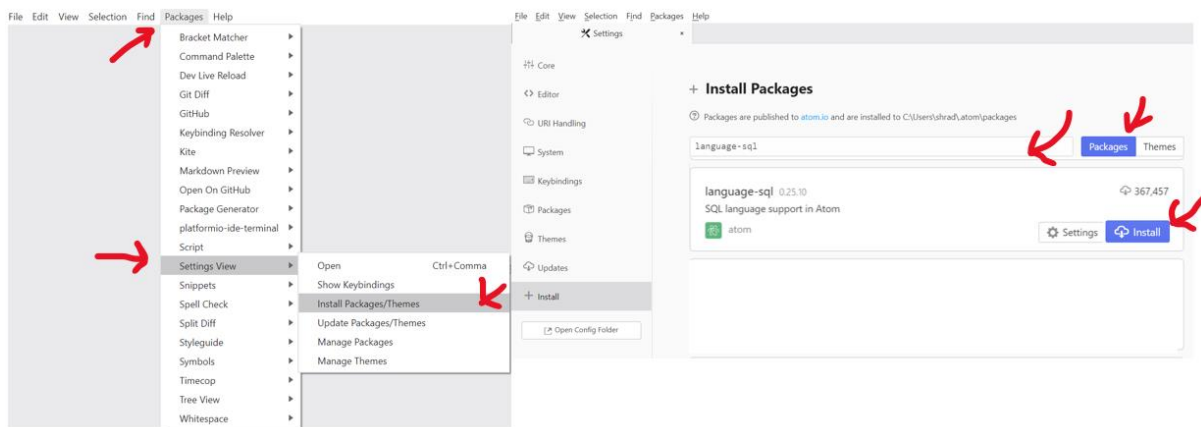 File Edit View Selection Find Packages Help
Bracket Matcher
Command Palette
Dev Live Reload
Git Diff
GitHub
Keybinding Resolver
Kite
Markdown Preview
Open On GitHub
Package Generator
platformio-ide-terminal
Script
Settings View
Snippets
Spell Check
Split Diff
Styleguide
Symbols
Timecop
Tree View
Whitespace
Open Ctrl+Comma
Show Keybindings
Install Packages/Themes
Update Packages/Themes
Manage Packages
Manage Themes
File Edit View Selection Find Packages Help
Settings
Core
Editor
URI Handling
System
Keybindings
Packages
Themes
Updates
Install
Open Config Folder
+ Install Packages
Packages are published to atom.io and are installed to C:\Users\shrad\.atom\packages
language-sql
Packages Themes
language-sql 0.25.10 367,457
SQL language support in Atom
atom
Settings Install